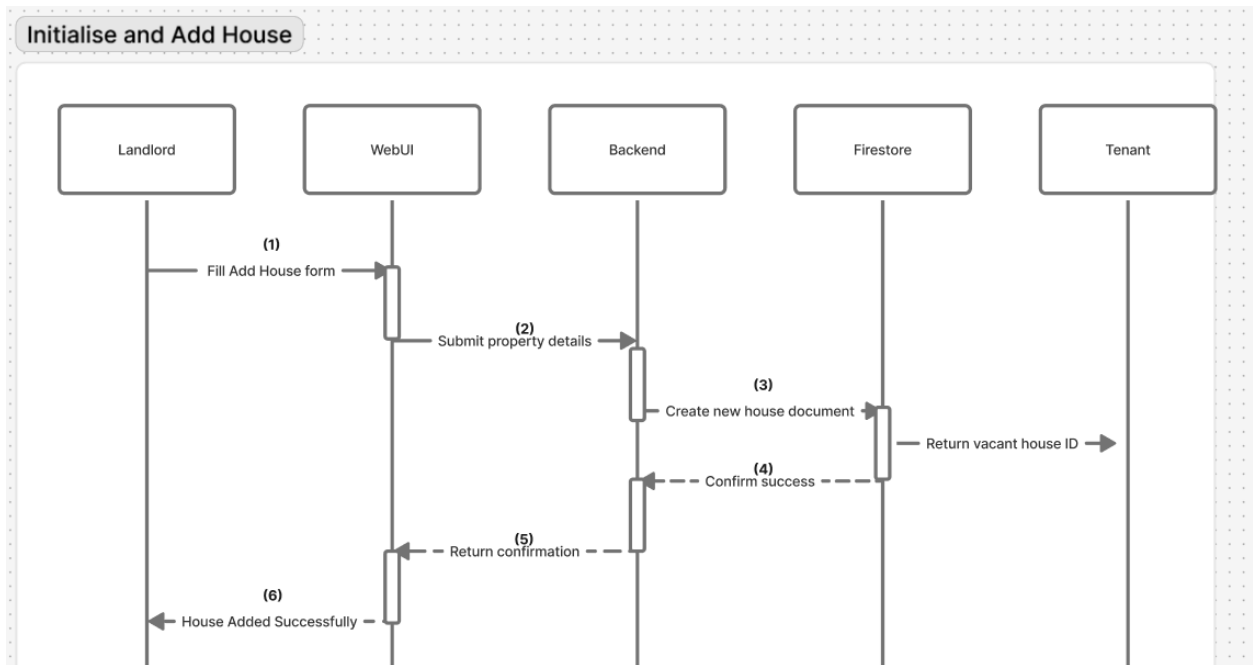 Initialise and Add House
Landlord
WebUI
Backend
Firestore
Tenant
(1)
Fill Add House form
(2)
Submit property details
(3)
Create new house document
Return vacant house ID
(4)
Confirm success
(5)
Return confirmation
(6)
House Added Successfully